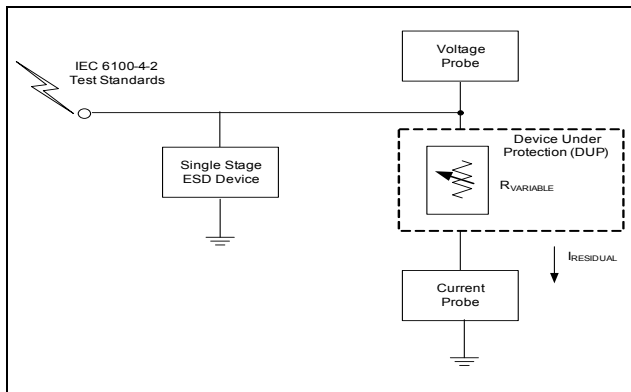 IEC 6100-4-2
Test Standards
Voltage
Probe
Single Stage
ESD Device
Device Under
Protection (DUP)
RVARIABLE
IRESIDUAL
Current
Probe